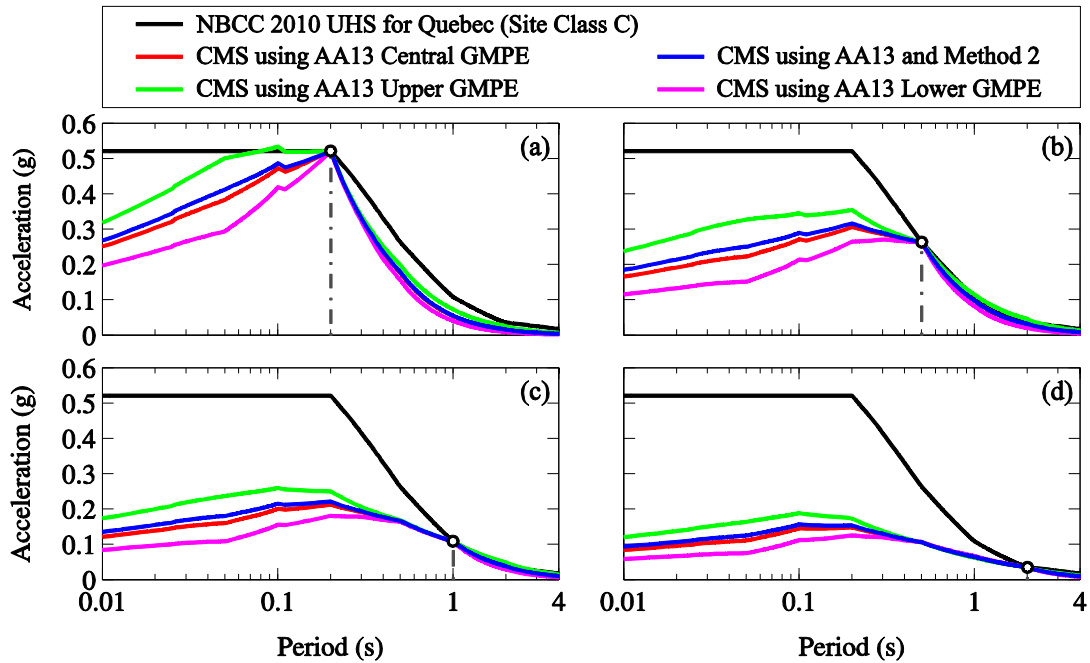 NBCC 2010 UHS for Quebec (Site Class C)
CMS using AA13 Central GMPE
CMS using AA13 and Method 2
CMS using AA13 Upper GMPE
CMS using AA13 Lower GMPE
0.6
0.5
0.4
0.3
0.2
0.1
0
Acceleration (g)
(a)
(b)
0.6
0.5
0.4
0.3
0.2
0.1
0
Acceleration (g)
(c)
(d)
0.01
0.1
1
4
0.01
0.1
1
4
Period (s)
Period (s)